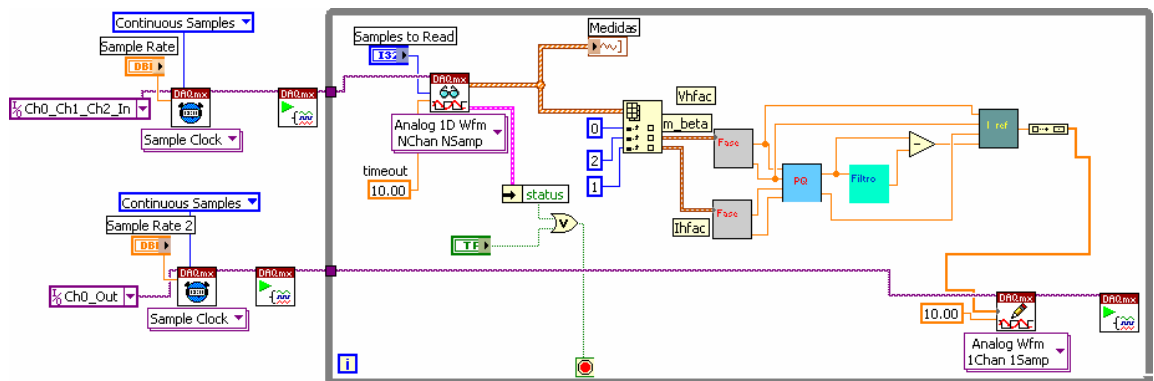 Continuous Samples
Sample Rate
DBL
Ch0_Ch1_Ch2_In
DAQmx
Sample Clock
DAQmx
Samples to Read
I32
DAQmx
Analog 1D Wfm
NChan NSamp
timeout
10.00
status
TF
Medidas
Vhfac
m_beta
0
2
1
Ihfac
Fase
Fase
PQ
Filtro
I ref
Continuous Samples
Sample Rate 2
DBL
Ch0_Out
DAQmx
Sample Clock
DAQmx
i
10.00
DAQmx
Analog Wfm
1Chan 1Samp
DAQmx